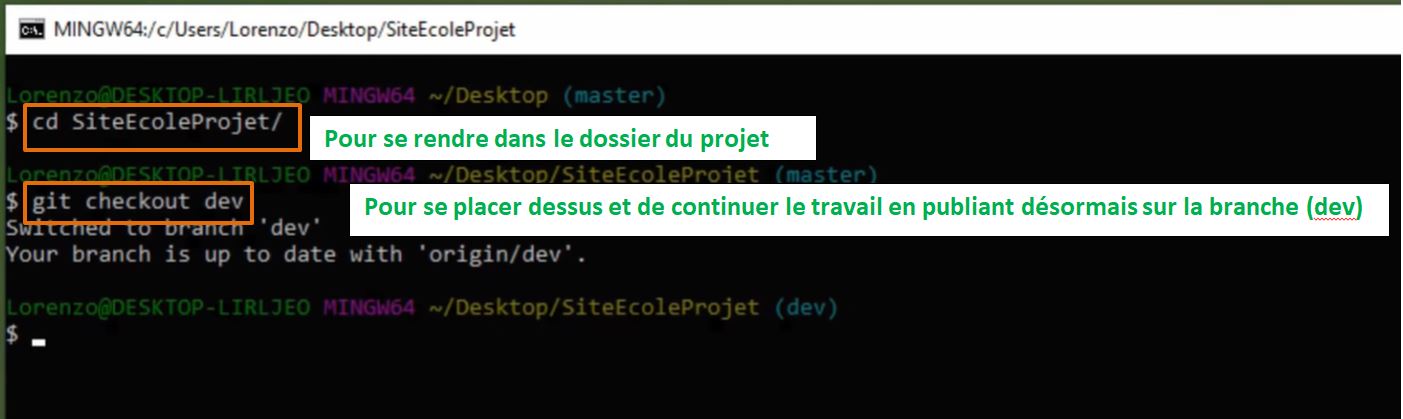 MINGW64:/c/Users/Lorenzo/Desktop/SiteEcoleProjet
Lorenzo@DESKTOP-LIRLJEO MINGW64 ~/Desktop (master)
$ cd SiteEcoleProjet/
Pour se rendre dans le dossier du projet
Lorenzo@DESKTOP-LIRLJEO MINGW64 ~/Desktop/SiteEcoleProjet (master)
$ git checkout dev
Pour se placer dessus et de continuer le travail en publiant désormais sur la branche (dev)
Switched to branch 'dev'
Your branch is up to date with 'origin/dev'.
Lorenzo@DESKTOP-LIRLJEO MINGW64 ~/Desktop/SiteEcoleProjet (dev)
$